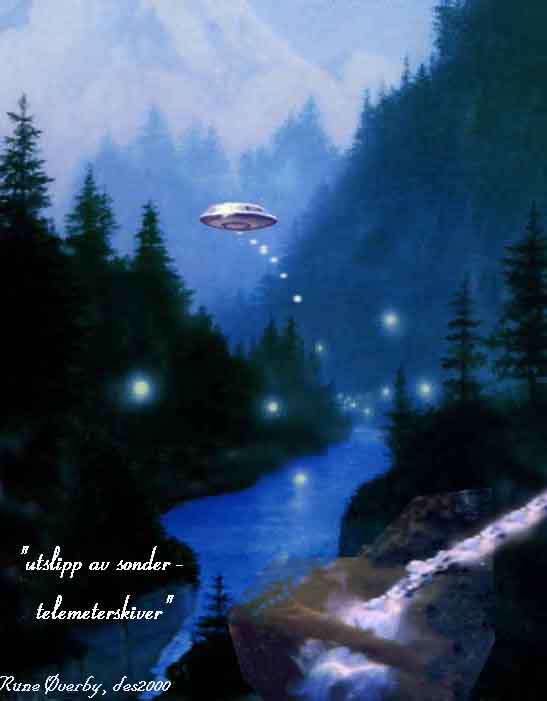 "utslipp av sonder -
telemeterskiver"
Rune Øverby, des2000